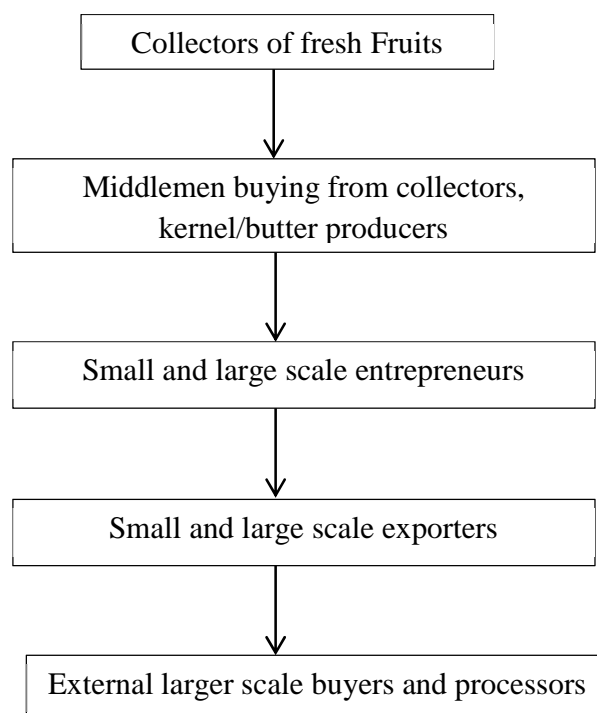 Collectors of fresh Fruits
Middlemen buying from collectors,
kernel/butter producers
Small and large scale entrepreneurs
Small and large scale exporters
External larger scale buyers and processors